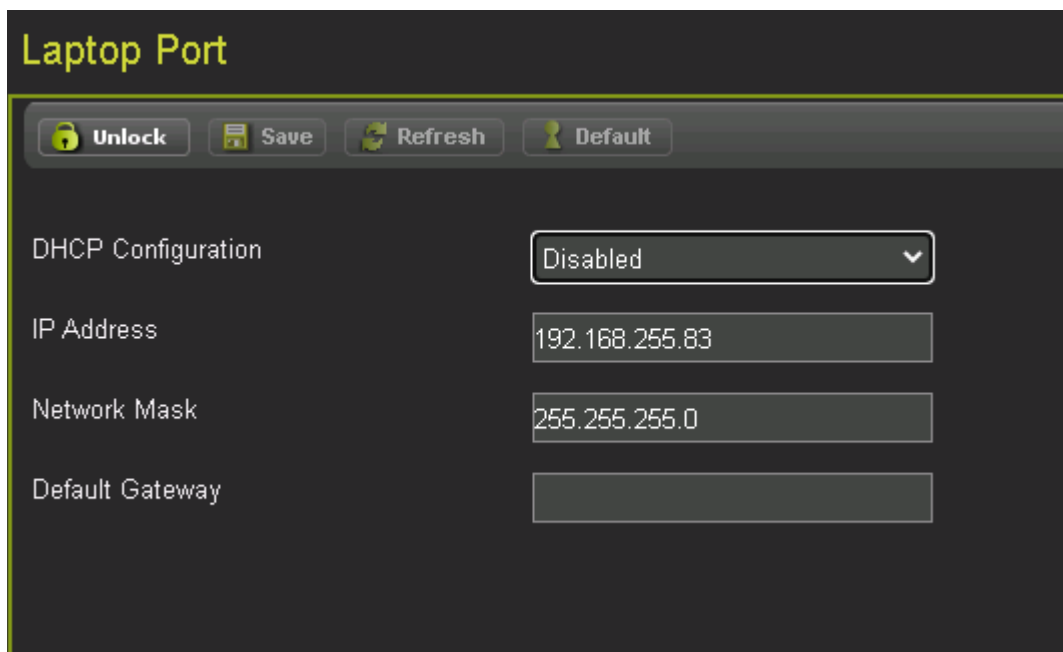 Laptop Port
Unlock Save Refresh Default
DHCP Configuration Disabled
IP Address 192.168.255.83
Network Mask 255.255.255.0
Default Gateway